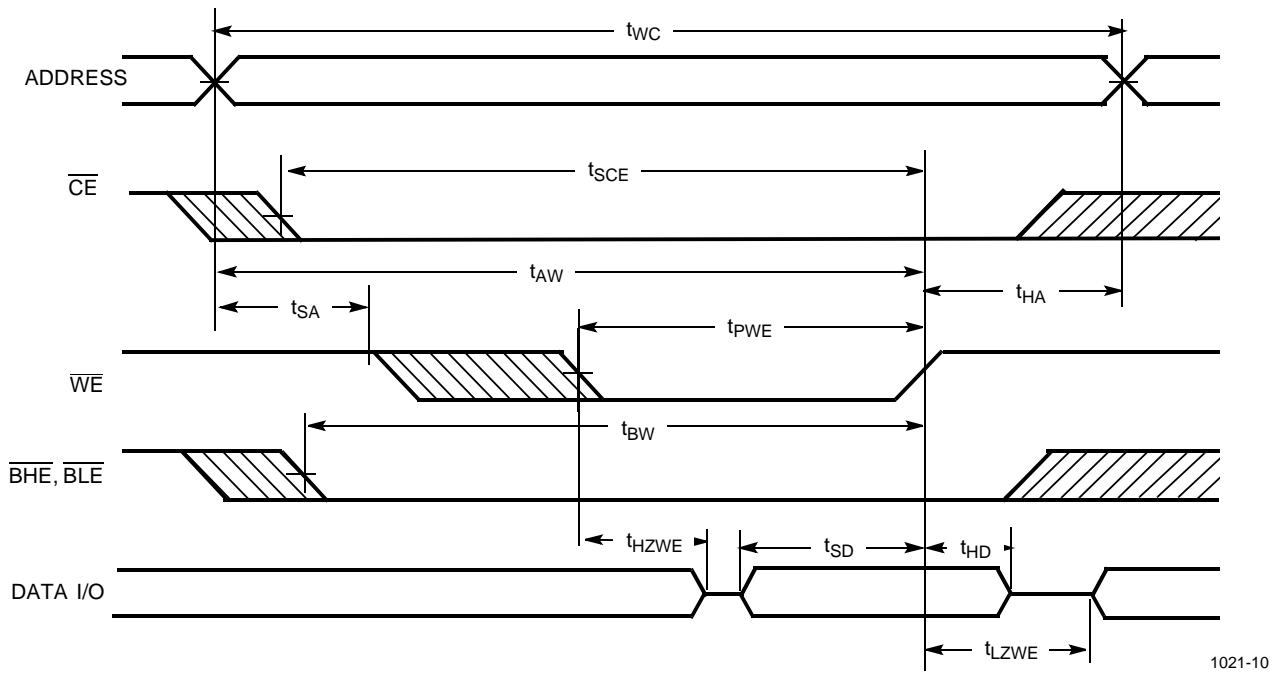 tWC
ADDRESS
tSCE
CE
tAW
tSA
tHA
tPWE
WE
tBW
BHE, BLE
tHZWE
tSD
tHD
DATA I/O
tLZWE
1021-10